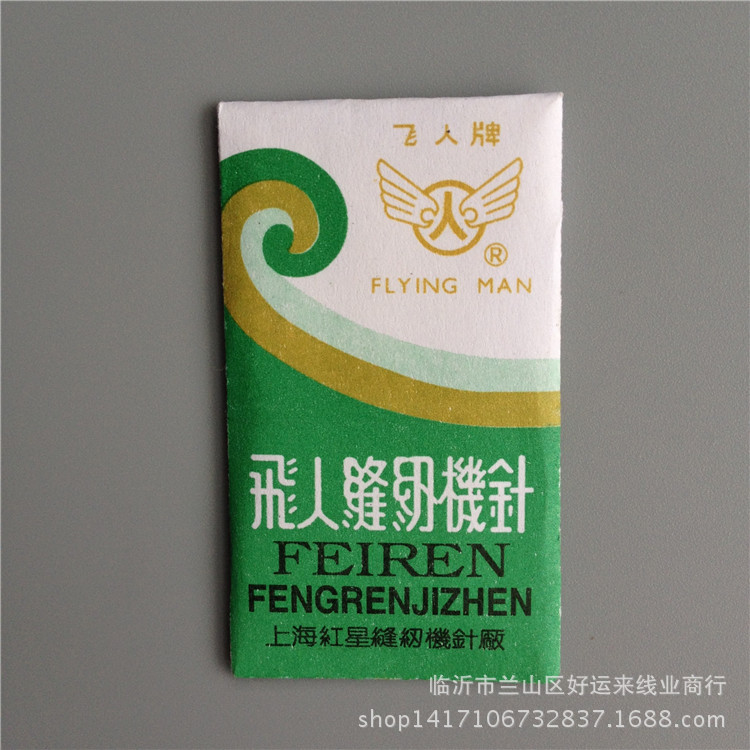 飞人牌
人
®
FLYING MAN
飛人縫紉機針
FEIREN
FENGRENJIZHEN
上海紅星縫紉機針廠
临沂市兰山区好运来线业商行
shop1417106732837.1688.com